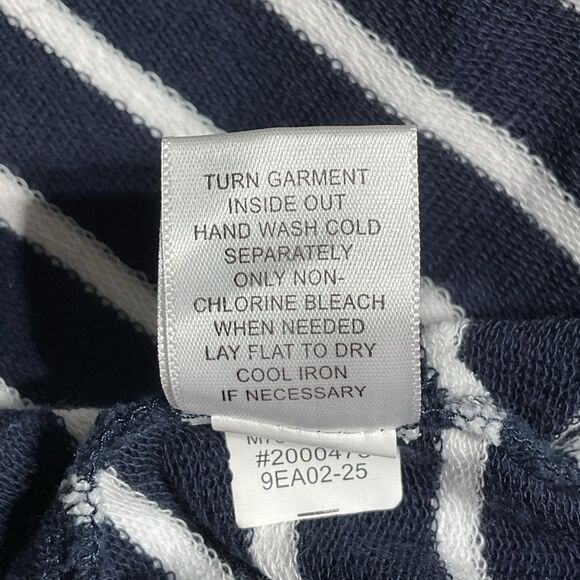 TURN GARMENT
INSIDE OUT
HAND WASH COLD
SEPARATELY
ONLY NON-
CHLORINE BLEACH
WHEN NEEDED
LAY FLAT TO DRY
COOL IRON
IF NECESSARY
9EA02-25